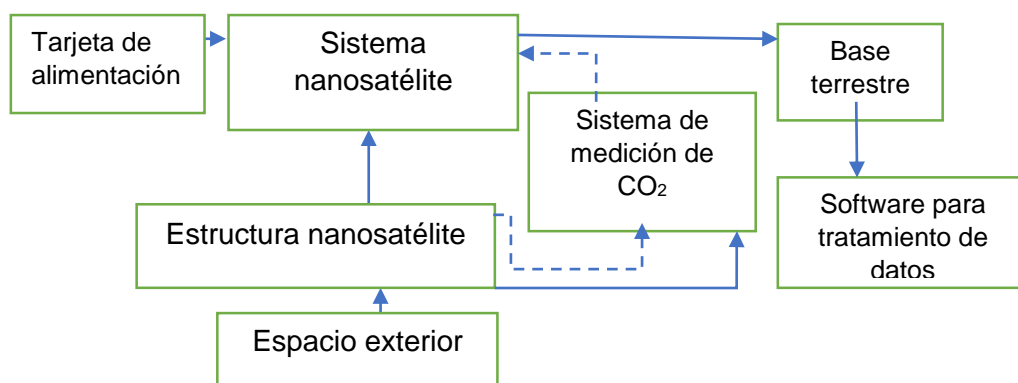 Tarjeta de
alimentación
Sistema
nanosatélite
Base
terrestre
Sistema de
medición de
CO₂
Estructura nanosatélite
Software para
tratamiento de
datos
Espacio exterior